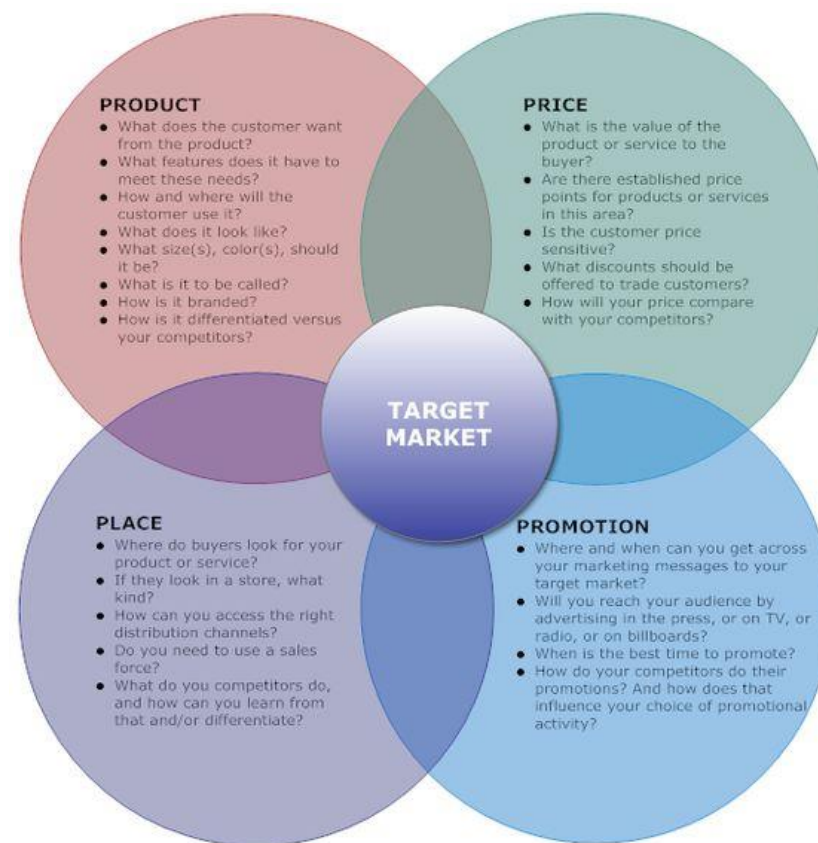 PRODUCT
● What does the customer want
from the product?
● What features does it have to
meet these needs?
● How and where will the
customer use it?
● What does it look like?
● What size(s), color(s), should
it be?
● What is it to be called?
● How is it branded?
● How is it differentiated versus
your competitors?
PRICE
● What is the value of the
product or service to the
buyer?
● Are there established price
points for products or services
in this area?
● Is the customer price
sensitive?
● What discounts should be
offered to trade customers?
● How will your price compare
with your competitors?
TARGET
MARKET
PLACE
● Where do buyers look for your
product or service?
● If they look in a store, what
kind?
● How can you access the right
distribution channels?
● Do you need to use a sales
force?
● What do you competitors do,
and how can you learn from
that and/or differentiate?
PROMOTION
● Where and when can you get across
your marketing messages to your
target market?
● Will you reach your audience by
advertising in the press, or on TV, or
radio, or on billboards?
● When is the best time to promote?
● How do your competitors do their
promotions? And how does that
influence your choice of promotional
activity?